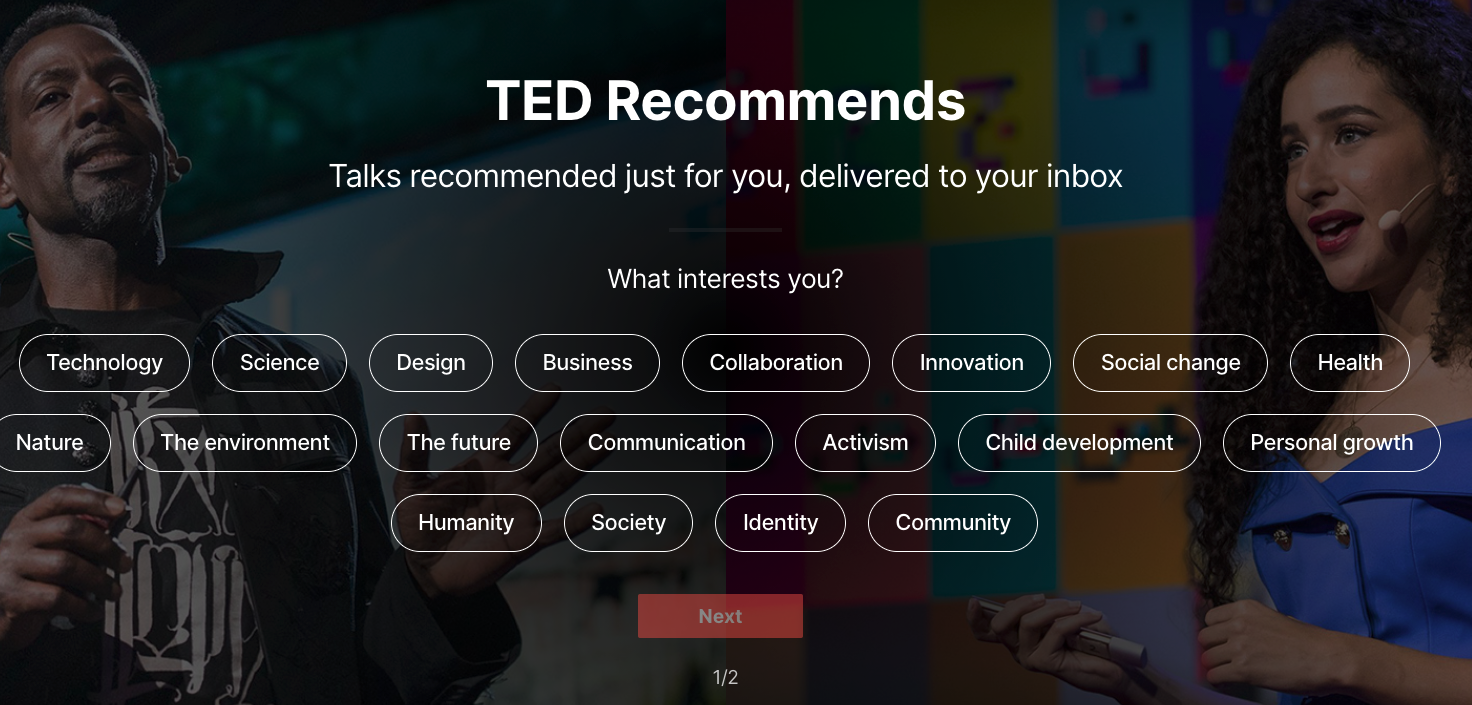 TED Recommends
Talks recommended just for you, delivered to your inbox
What interests you?
Technology Science Design Business Collaboration Innovation Social change Health
Nature The environment The future Communication Activism Child development Personal growth
Humanity Society Identity Community
Next
1/2